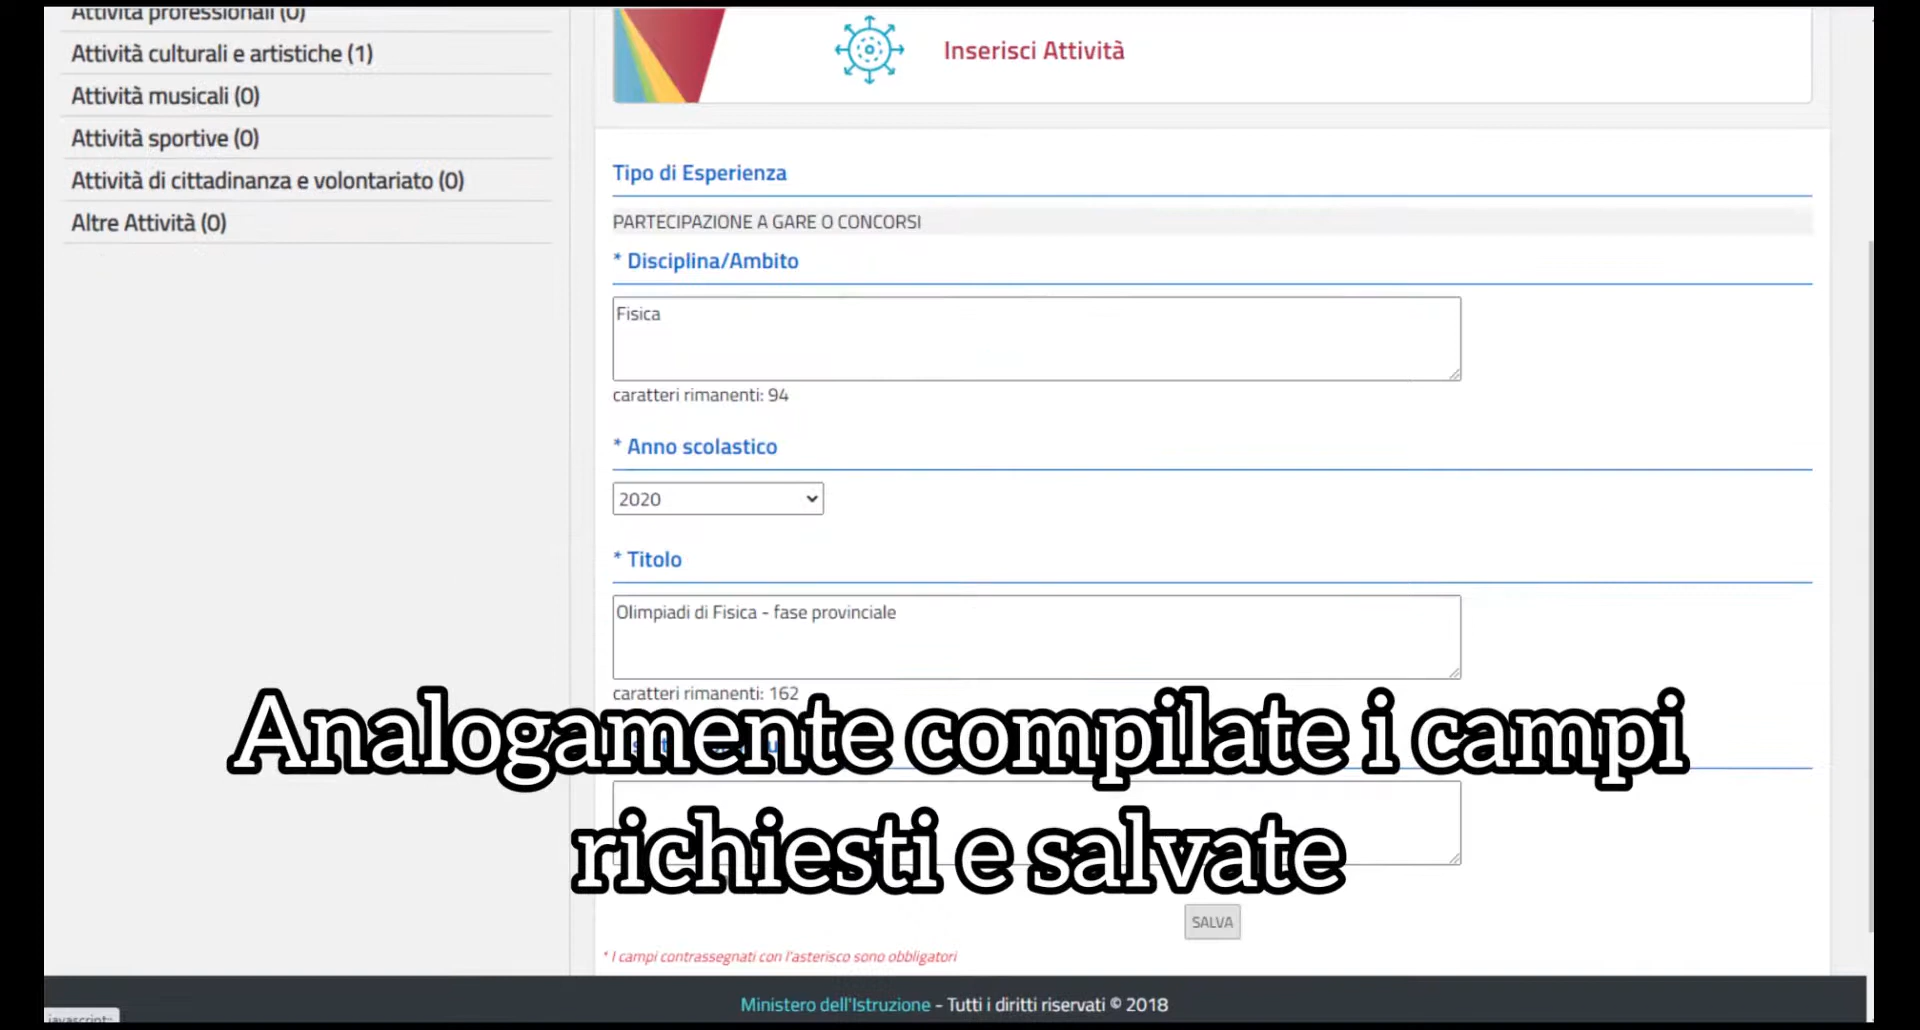 Attività professionali (0)
Attività culturali e artistiche (1)
Attività musicali (0)
Attività sportive (0)
Attività di cittadinanza e volontariato (0)
Altre Attività (0)
Inserisci Attività
Tipo di Esperienza
PARTECIPAZIONE A GARE O CONCORSI
* Disciplina/Ambito
Fisica
caratteri rimanenti: 94
* Anno scolastico
2020
* Titolo
Olimpiadi di Fisica - fase provinciale
caratteri rimanenti: 162
Analogamente compilate i campi
richiesti e salvate
SALVA
* I campi contrassegnati con l'asterisco sono obbligatori
Ministero dell'Istruzione - Tutti i diritti riservati © 2018